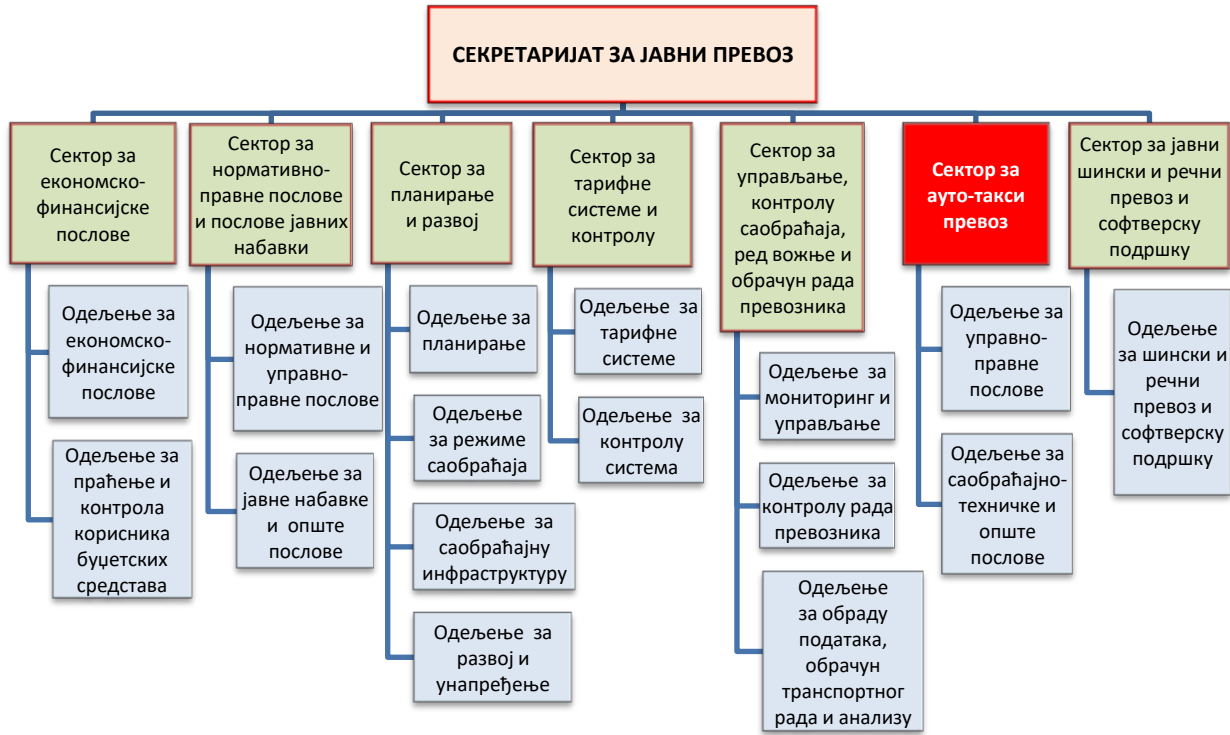 СЕКРЕТАРИЈАТ ЗА ЈАВНИ ПРЕВОЗ
Сектор за
економско-
финансијске
послове
Сектор за
нормативно-
правне послове
и послове јавних
набавки
Сектор за
планирање
и развој
Сектор за
тарифне
системе и
контролу
Сектор за
управљање,
контролу
саобраћаја,
ред вожње и
обрачун рада
превозника
Сектор за
ауто-такси
превоз
Сектор за јавни
шински и речни
превоз и
софтверску
подршку
Одељење за
економско-
финансијске
послове
Одељење за
праћење и
контрола
корисника
буџетских
средстава
Одељење за
нормативне и
управно-
правне послове
Одељење за
јавне набавке
и опште
послове
Одељење за
планирање
Одељење
за режиме
саобраћаја
Одељење за
саобраћајну
инфраструктуру
Одељење за
развој и
унапређење
Одељење за
тарифне
системе
Одељење за
контролу
система
Одељење за
мониторинг и
управљање
Одељење за
контролу рада
превозника
Одељење
за обраду
података,
обрачун
транспортног
рада и анализу
Одељење за
управно-
правне
послове
Одељење за
саобраћајно-
техничке и
опште
послове
Одељење
за шински и
речни
превоз и
софтверску
подршку